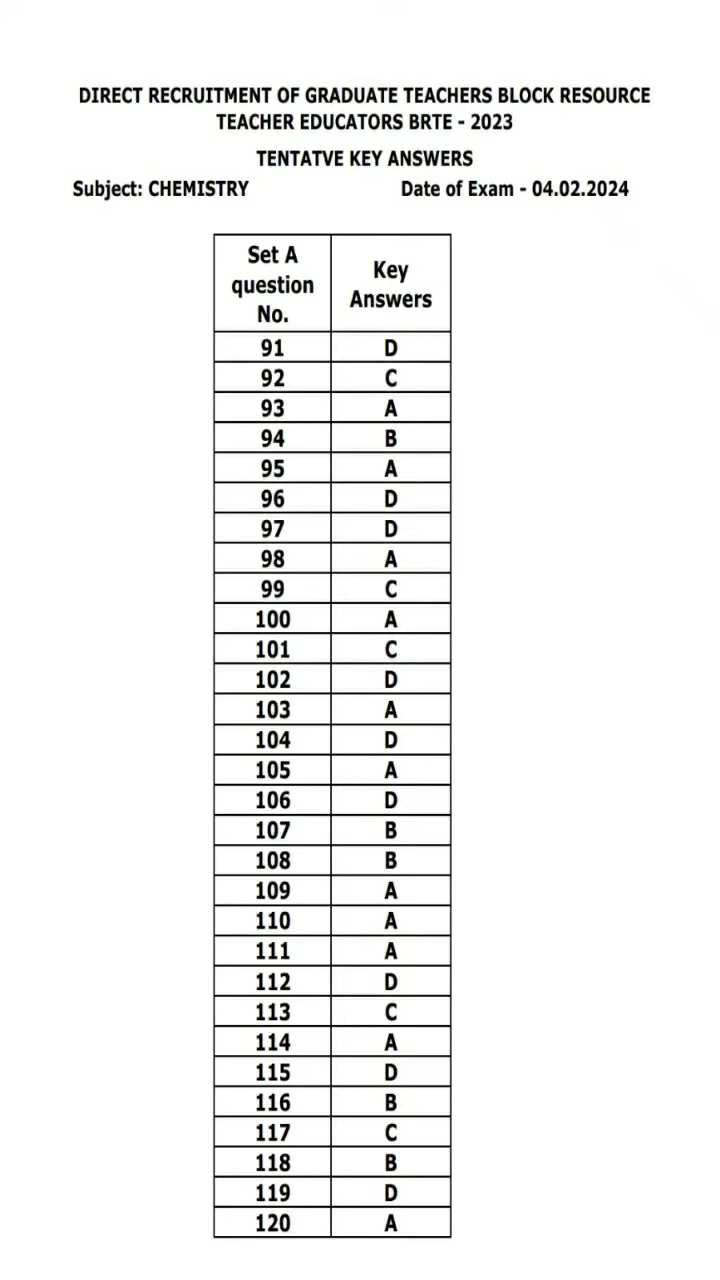 DIRECT RECRUITMENT OF GRADUATE TEACHERS BLOCK RESOURCE
TEACHER EDUCATORS BRTE - 2023
TENTATVE KEY ANSWERS
Subject: CHEMISTRY Date of Exam - 04.02.2024
Set A
question
No.
Key
Answers
91 D
92 C
93 A
94 B
95 A
96 D
97 D
98 A
99 C
100 A
101 C
102 D
103 A
104 D
105 A
106 D
107 B
108 B
109 A
110 A
111 A
112 D
113 C
114 A
115 D
116 B
117 C
118 B
119 D
120 A